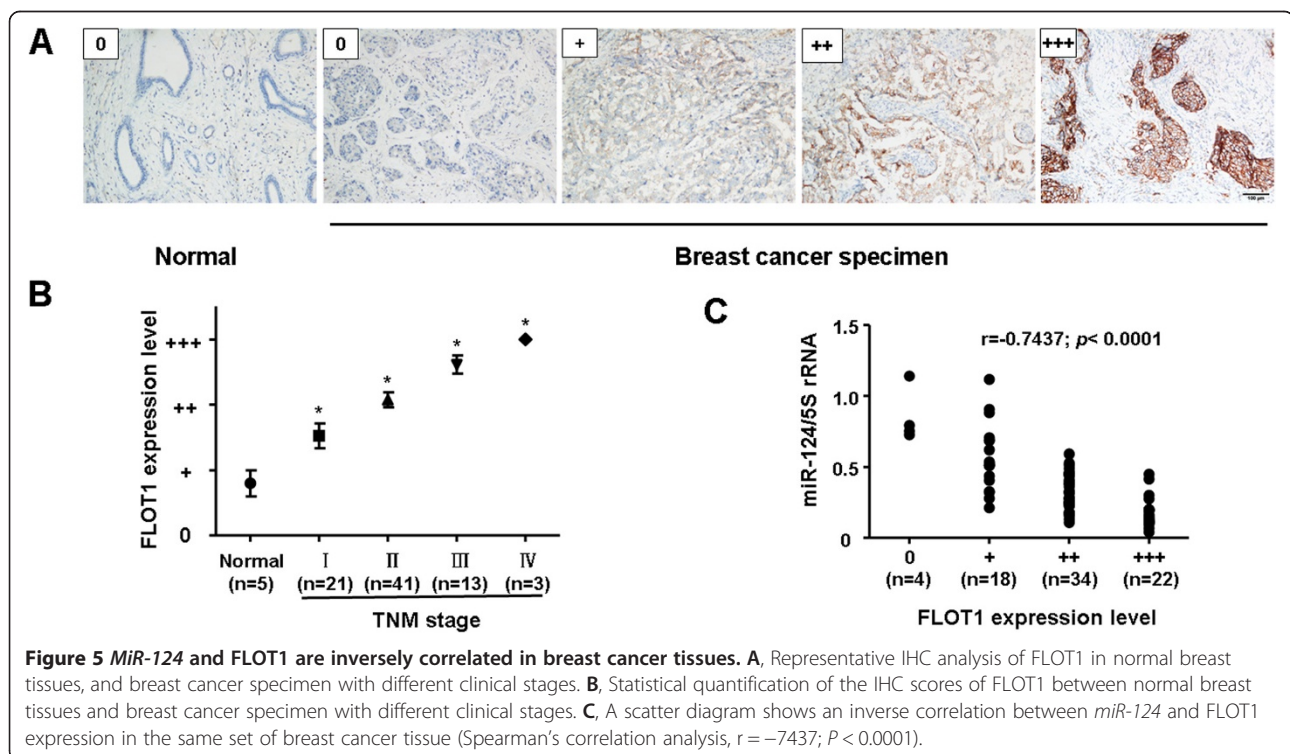 A
0
0
+
++
+++
100 μm
Normal
Breast cancer specimen
B
FLOT1 expression level
+++
++
+
0
*
*
*
*
Normal
I
II
III
IV
(n=5)
(n=21)
(n=41)
(n=13)
(n=3)
TNM stage
C
miR-124/5S rRNA
1.5
1.0
0.5
0
r=-0.7437; p< 0.0001
0
+
++
+++
(n=4)
(n=18)
(n=34)
(n=22)
FLOT1 expression level
Figure 5 MiR-124 and FLOT1 are inversely correlated in breast cancer tissues. A, Representative IHC analysis of FLOT1 in normal breast
tissues, and breast cancer specimen with different clinical stages. B, Statistical quantification of the IHC scores of FLOT1 between normal breast
tissues and breast cancer specimen with different clinical stages. C, A scatter diagram shows an inverse correlation between miR-124 and FLOT1
expression in the same set of breast cancer tissue (Spearman's correlation analysis, r = −7437; P < 0.0001).